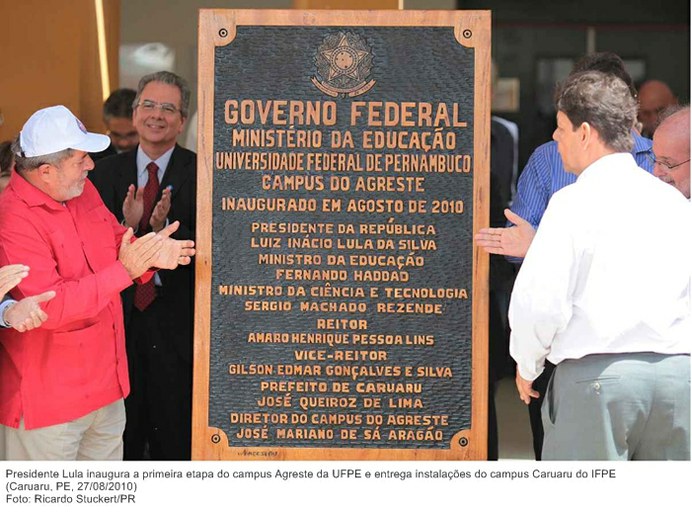 GOVERNO FEDERAL
MINISTÉRIO DA EDUCAÇÃO
UNIVERSIDADE FEDERAL DE PERNAMBUCO
CAMPUS DO AGRESTE
INAUGURADO EM AGOSTO DE 2010
PRESIDENTE DA REPÚBLICA
LUIZ INÁCIO LULA DA SILVA
MINISTRO DA EDUCAÇÃO
FERNANDO HADDAD
MINISTRO DA CIÊNCIA E TECNOLOGIA
SERGIO MACHADO REZENDE
REITOR
AMARO HENRIQUE PESSOA LINS
VICE-REITOR
GILSON EDMAR GONÇALVES E SILVA
PREFEITO DE CARUARU
JOSÉ QUEIROZ DE LIMA
DIRETOR DO CAMPUS DO AGRESTE
JOSÉ MARIANO DE SÁ ARAGÃO
Presidente Lula inaugura a primeira etapa do campus Agreste da UFPE e entrega instalações do campus Caruaru do IFPE
(Caruaru, PE, 27/08/2010)
Foto: Ricardo Stuckert/PR